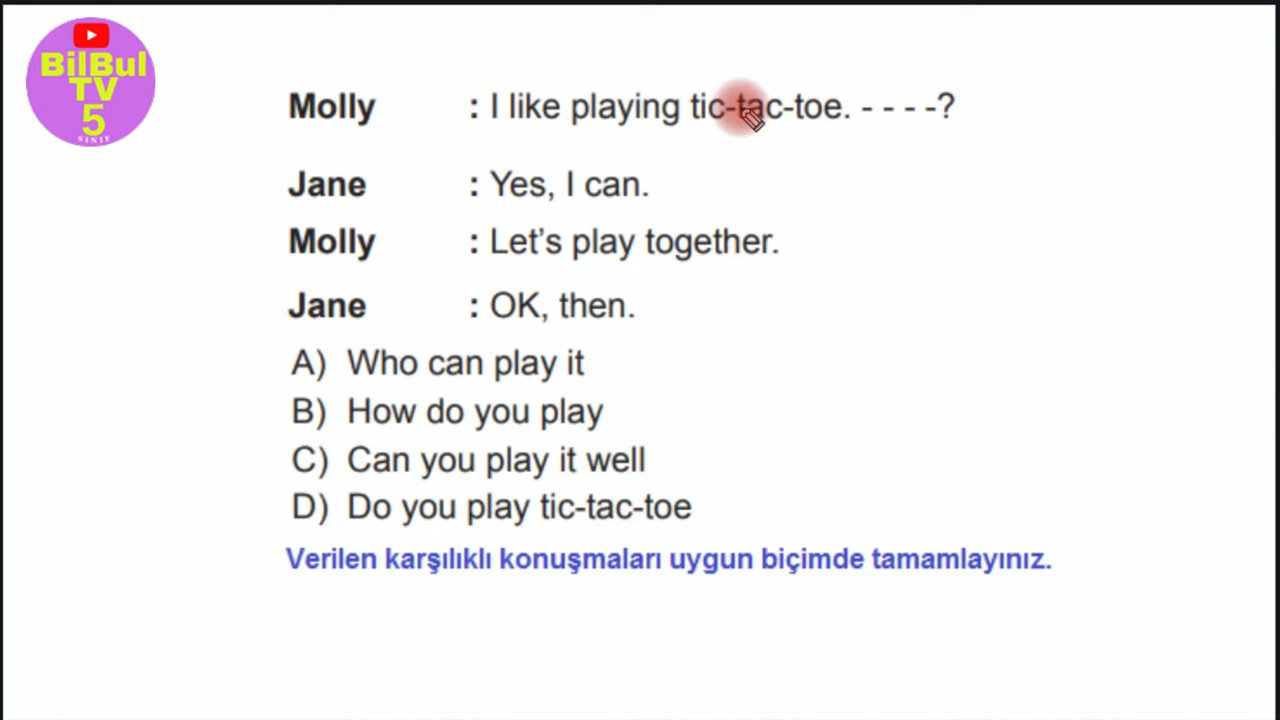 BilBul
TV
5
SINIF
Molly : I like playing tic-tac-toe. - - - -?
Jane : Yes, I can.
Molly : Let's play together.
Jane : OK, then.
A) Who can play it
B) How do you play
C) Can you play it well
D) Do you play tic-tac-toe
Verilen karşılıklı konuşmaları uygun biçimde tamamlayınız.